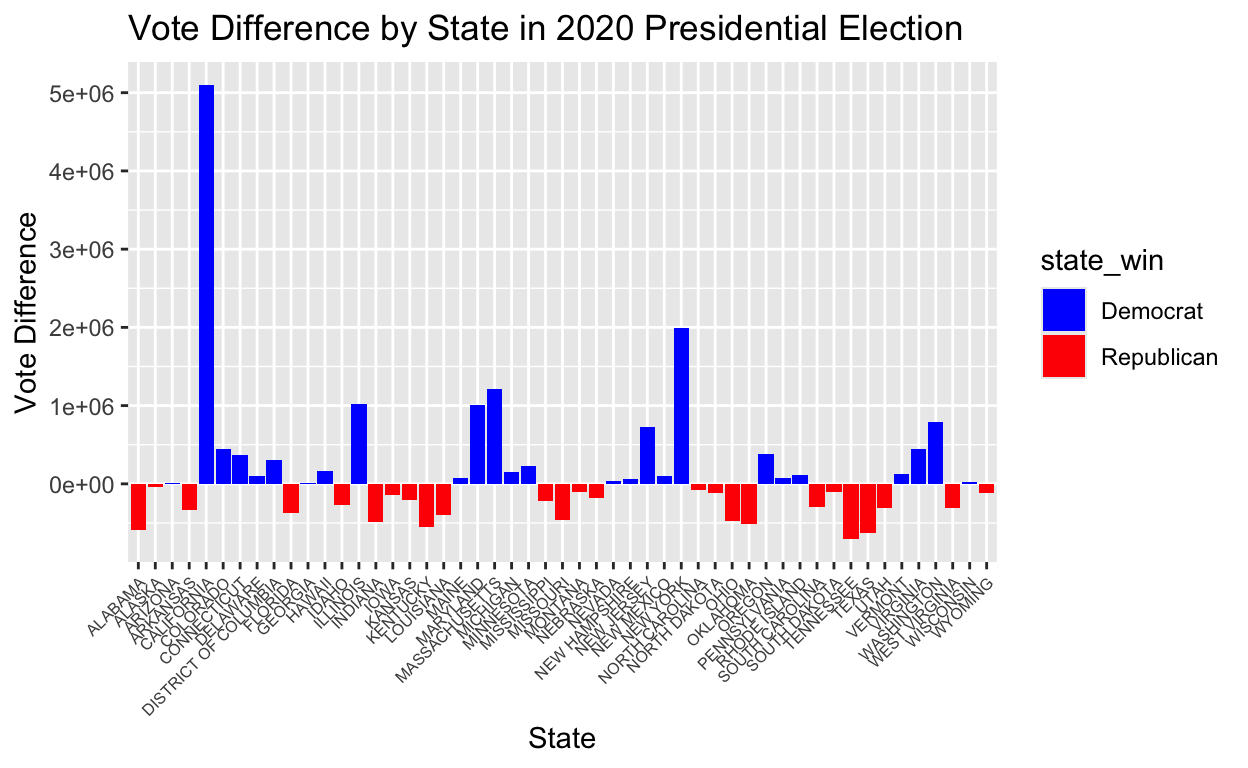 Vote Difference by State in 2020 Presidential Election
5e+06
4e+06
3e+06
2e+06
1e+06
0e+00
Vote Difference
ALABAMA
ALASKA
ARIZONA
ARKANSAS
CALIFORNIA
COLORADO
CONNECTICUT
DELAWARE
DISTRICT OF COLUMBIA
FLORIDA
GEORGIA
HAWAII
IDAHO
ILLINOIS
INDIANA
IOWA
KANSAS
KENTUCKY
LOUISIANA
MAINE
MARYLAND
MASSACHUSETTS
MICHIGAN
MINNESOTA
MISSISSIPPI
MISSOURI
MONTANA
NEBRASKA
NEVADA
NEW HAMPSHIRE
NEW JERSEY
NEW MEXICO
NEW YORK
NORTH CAROLINA
NORTH DAKOTA
OHIO
OKLAHOMA
OREGON
PENNSYLVANIA
RHODE ISLAND
SOUTH CAROLINA
SOUTH DAKOTA
TENNESSEE
TEXAS
UTAH
VERMONT
VIRGINIA
WASHINGTON
WEST VIRGINIA
WISCONSIN
WYOMING
State
state_win
Democrat
Republican